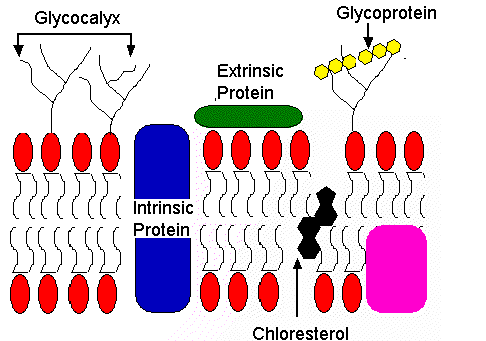 Glycocalyx
Glycoprotein
Extrinsic
Protein
Intrinsic
Protein
Chloresterol